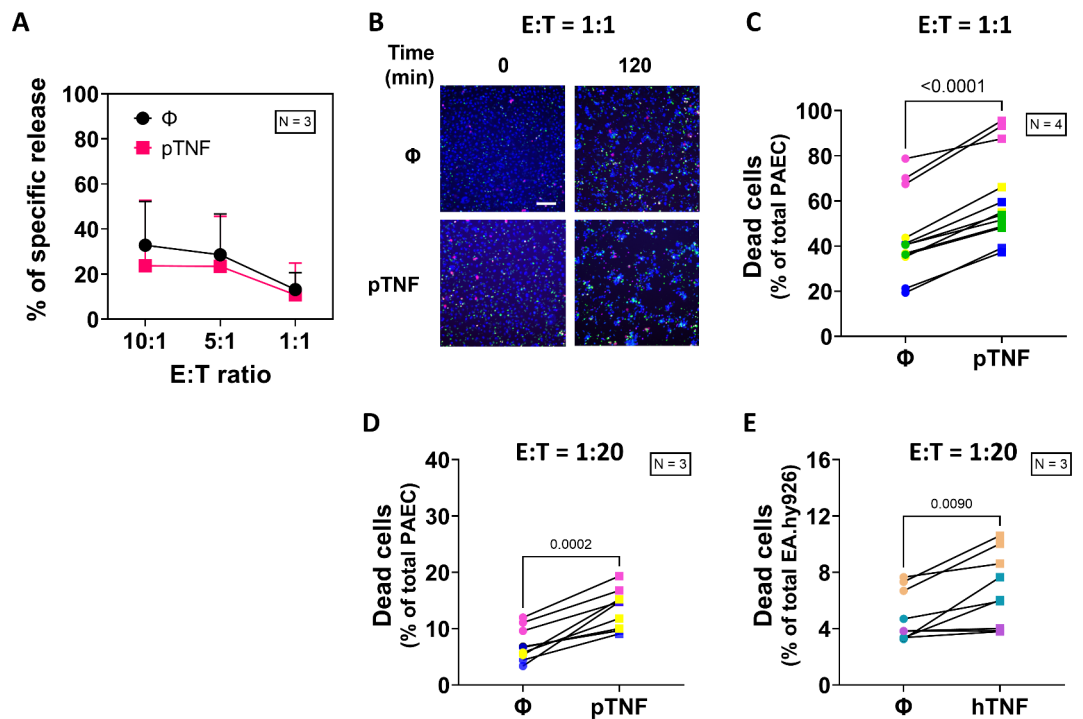 A
% of specific release
100
80
60
40
20
0
Φ
pTNF
N = 3
10:1
5:1
1:1
E:T ratio
B
E:T = 1:1
Time
(min)
0
120
Φ
pTNF
C
E:T = 1:1
<0.0001
N = 4
Dead cells
(% of total PAEC)
100
80
60
40
20
0
Φ
pTNF
D
E:T = 1:20
N = 3
0.0002
Dead cells
(% of total PAEC)
40
30
20
10
0
Φ
pTNF
E
E:T = 1:20
N = 3
0.0090
Dead cells
(% of total EA.hy926)
16
12
8
4
0
Φ
hTNF